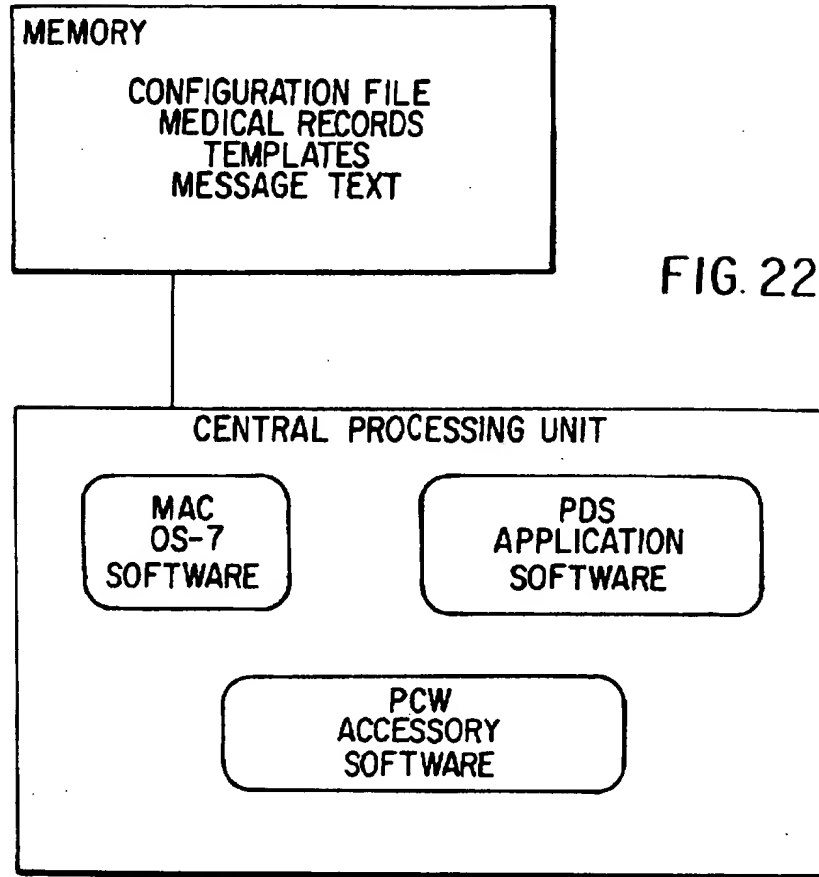 MEMORY
CONFIGURATION FILE
MEDICAL RECORDS
TEMPLATES
MESSAGE TEXT
FIG. 22
CENTRAL PROCESSING UNIT
MAC
OS-7
SOFTWARE
PDS
APPLICATION
SOFTWARE
PCW
ACCESSORY
SOFTWARE